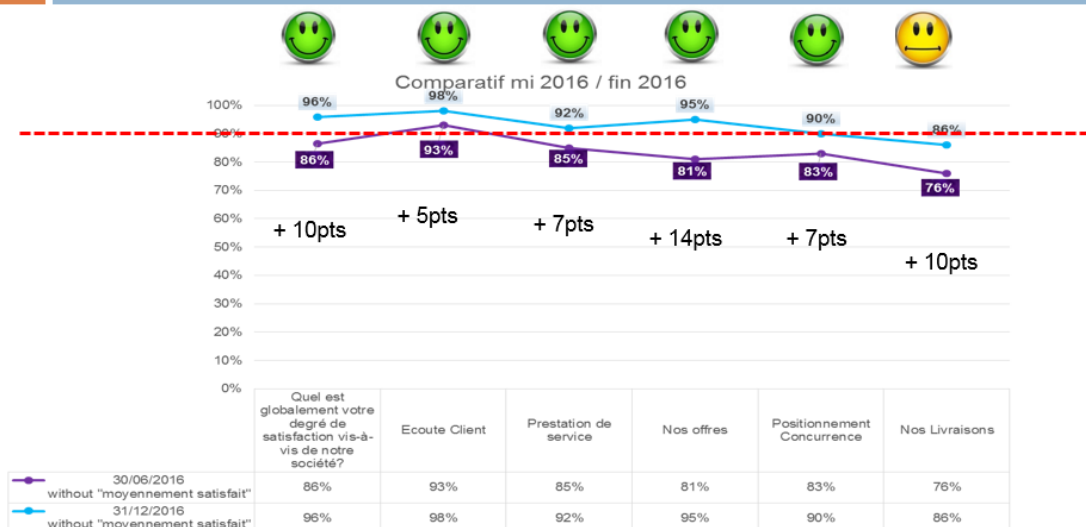 Comparatif mi 2016 / fin 2016
100%
90%
80%
70%
60%
50%
40%
30%
20%
10%
0%
96% 98% 92% 95% 90% 86%
86% 93% 85% 81% 83% 76%
+ 10pts + 5pts + 7pts + 14pts + 7pts + 10pts
Quel est
globalement votre
degré de
satisfaction vis-à-
vis de notre
société?
Ecoute Client
Prestation de
service
Nos offres
Positionnement
Concurrence
Nos Livraisons
30/06/2016
without "moyennement satisfait"
86% 93% 85% 81% 83% 76%
31/12/2016
without "moyennement satisfait"
96% 98% 92% 95% 90% 86%